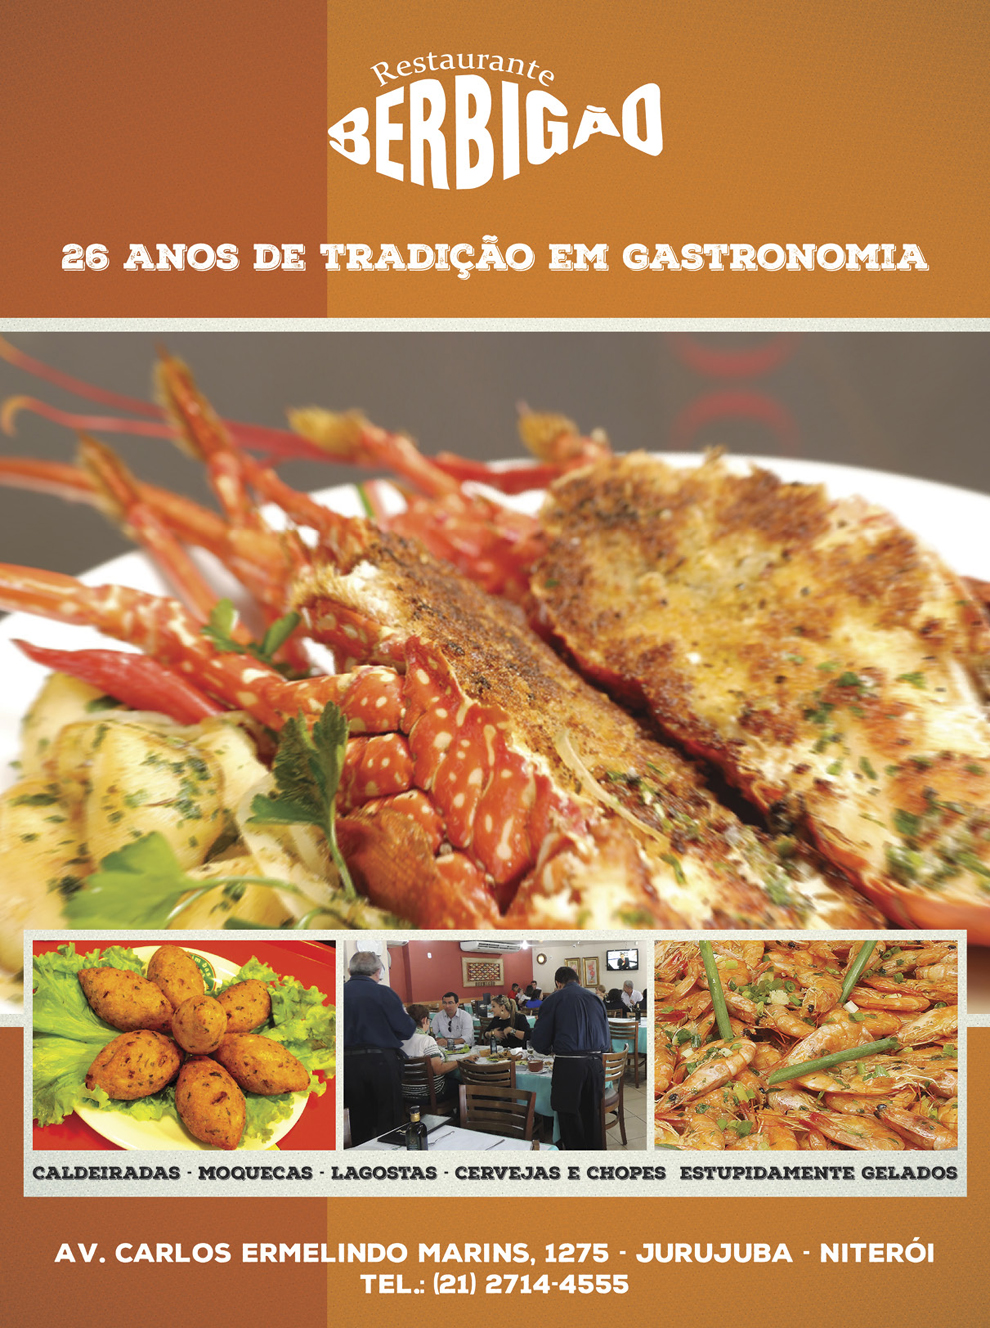 Restaurante
BERBIGÃO
26 ANOS DE TRADIÇÃO EM GASTRONOMIA
CALDEIRADAS - MOQUECAS - LAGOSTAS - CERVEJAS E CHOPES ESTUPIDAMENTE GELADOS
AV. CARLOS ERMELINDO MARINS, 1275 - JURUJUBA - NITERÓI
TEL.: (21) 2714-4555